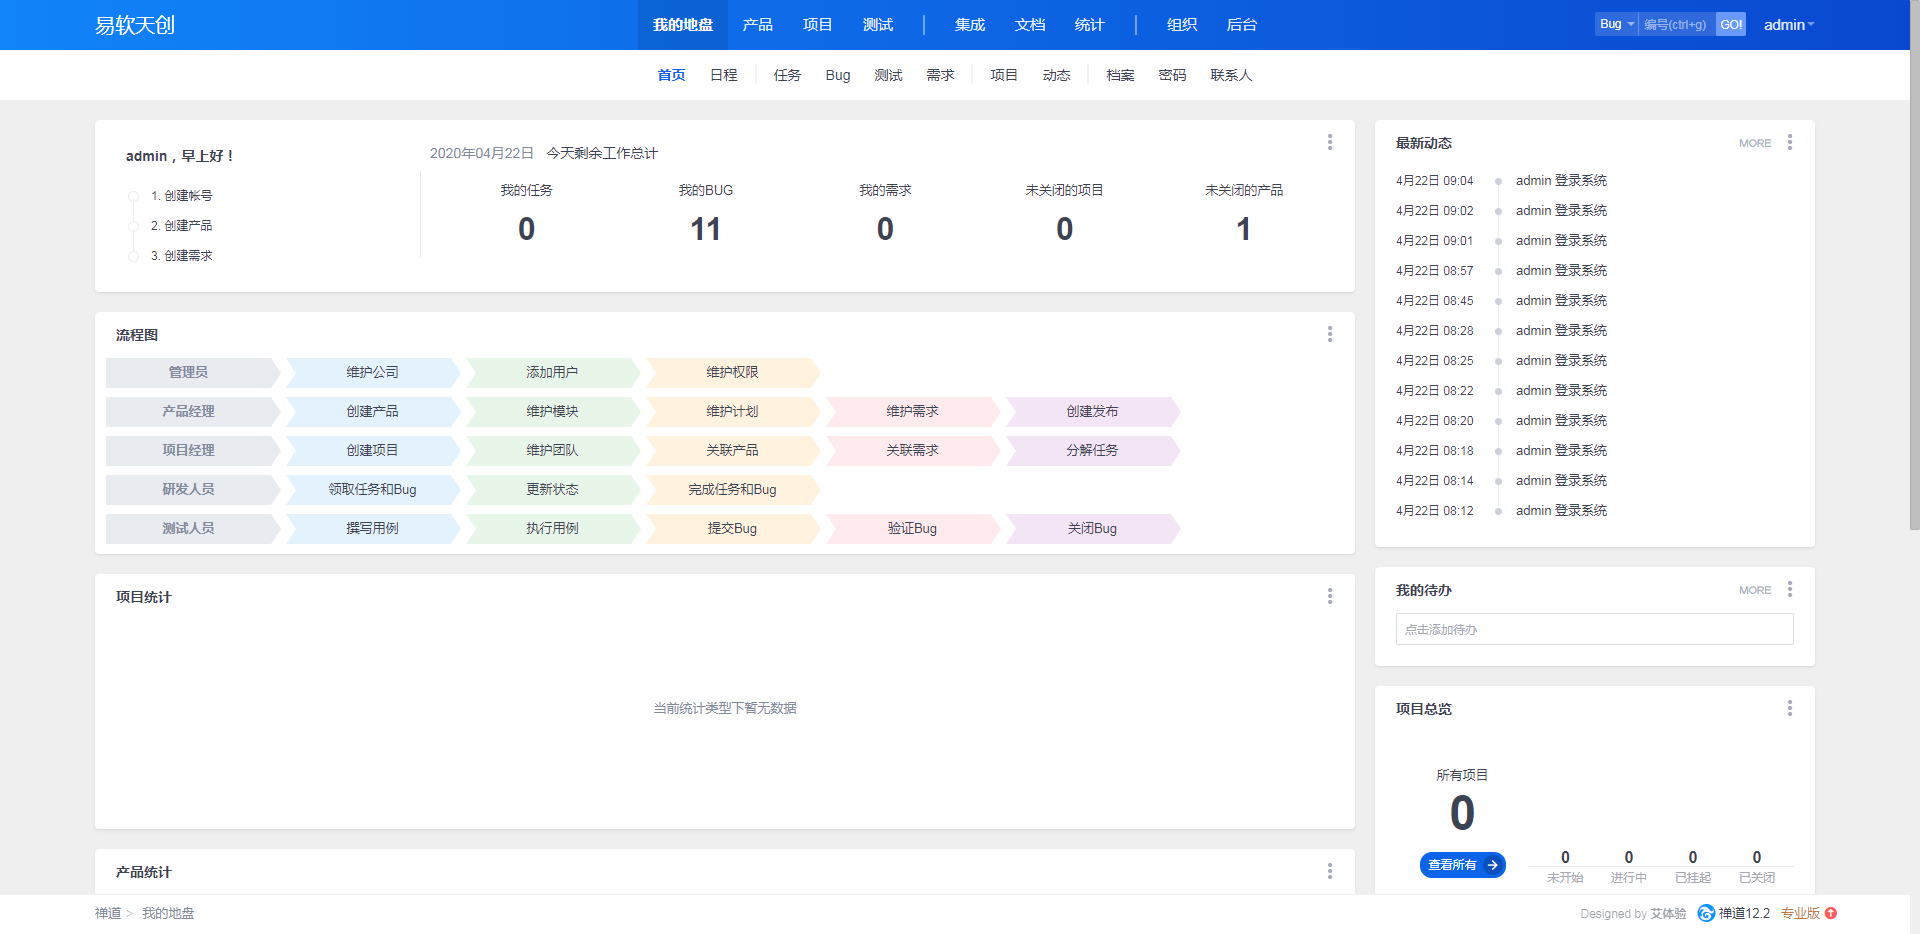 易软天创
我的地盘 产品 项目 测试 集成 文档 统计 组织 后台
Bug 编号(ctrl+g) GO! admin
首页 日程 任务 Bug 测试 需求 项目 动态 档案 密码 联系人
admin，早上好！
1. 创建帐号
2. 创建产品
3. 创建需求
2020年04月22日 今天剩余工作总计
我的任务 我的BUG 我的需求 未关闭的项目 未关闭的产品
0 11 0 0 1
流程图
管理员 维护公司 添加用户 维护权限
产品经理 创建产品 维护模块 维护计划 维护需求 创建发布
项目经理 创建项目 维护团队 关联产品 关联需求 分解任务
研发人员 领取任务和Bug 更新状态 完成任务和Bug
测试人员 撰写用例 执行用例 提交Bug 验证Bug 关闭Bug
项目统计
当前统计类型下暂无数据
产品统计
最新动态 MORE
4月22日 09:04 admin 登录系统
4月22日 09:02 admin 登录系统
4月22日 09:01 admin 登录系统
4月22日 08:57 admin 登录系统
4月22日 08:45 admin 登录系统
4月22日 08:28 admin 登录系统
4月22日 08:25 admin 登录系统
4月22日 08:22 admin 登录系统
4月22日 08:20 admin 登录系统
4月22日 08:18 admin 登录系统
4月22日 08:14 admin 登录系统
4月22日 08:12 admin 登录系统
我的待办 MORE
点击添加待办
项目总览
所有项目
0
查看所有
0 0 0 0
未开始 进行中 已挂起 已关闭
禅道 > 我的地盘
Designed by 艾体验 禅道12.2 专业版